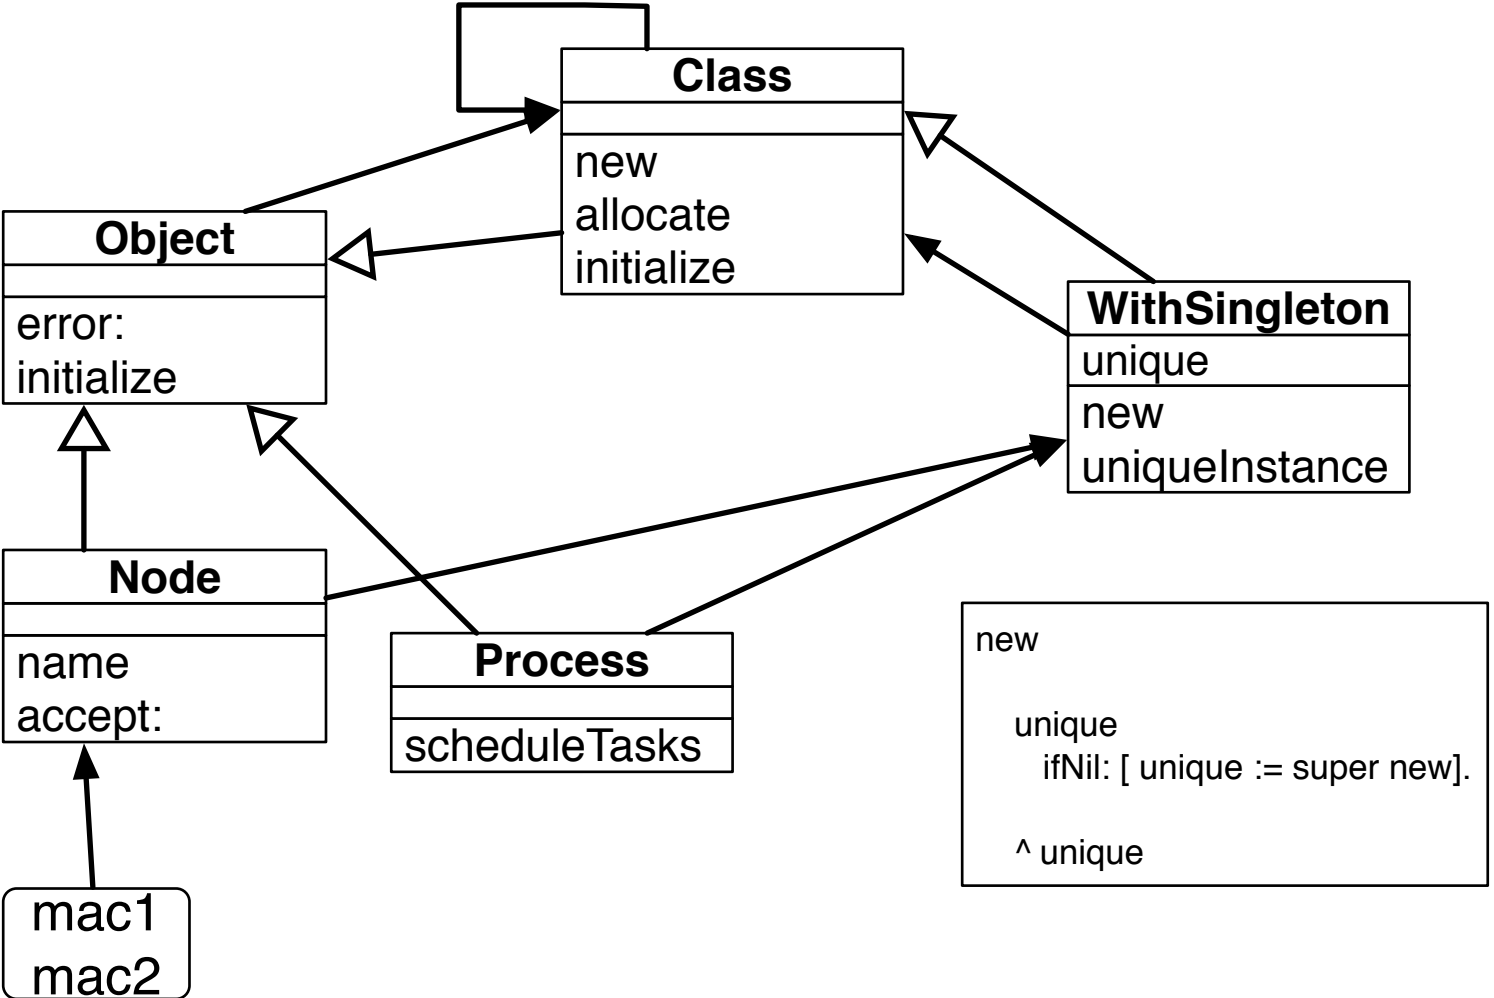 Class
new
allocate
initialize
Object
error:
initialize
WithSingleton
unique
new
uniqueInstance
Node
name
accept:
Process
scheduleTasks
new
unique
ifNil: [ unique := super new].
^ unique
mac1
mac2